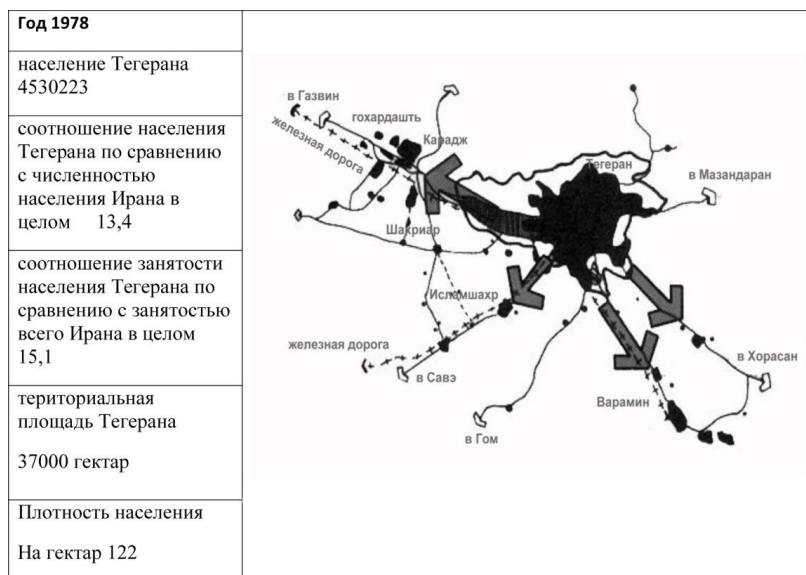 Год 1978
население Тегерана
4530223
соотношение населения
Тегерана по сравнению
с численностью
населения Ирана в
целом 13,4
соотношение занятости
населения Тегерана по
сравнению с занятостью
всего Ирана в целом
15,1
териториальная
площадь Тегерана
37000 гектар
Плотность населения
На гектар 122
в Газвин
гохардашть
железная дорога
Карадж
Тегеран
в Мазандаран
Шахриар
Исламшахр
железная дорога
в Савэ
в Хорасан
Варамин
в Гом